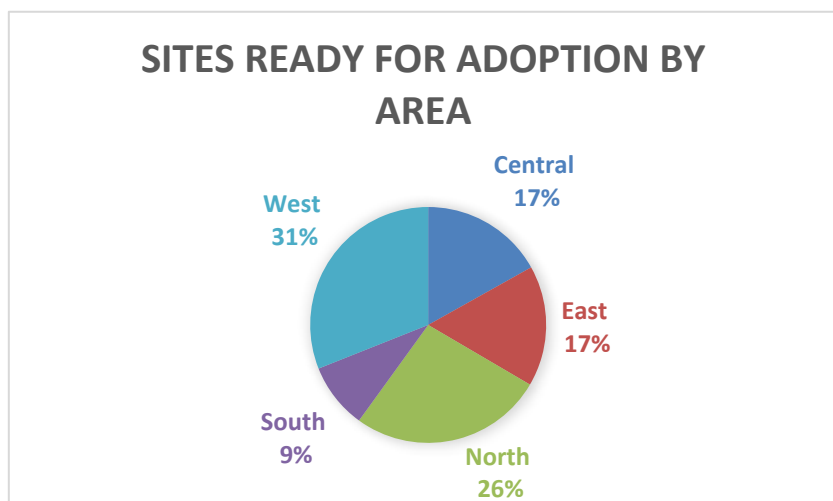 SITES READY FOR ADOPTION BY
AREA
Central
17%
West
31%
East
17%
South
9%
North
26%